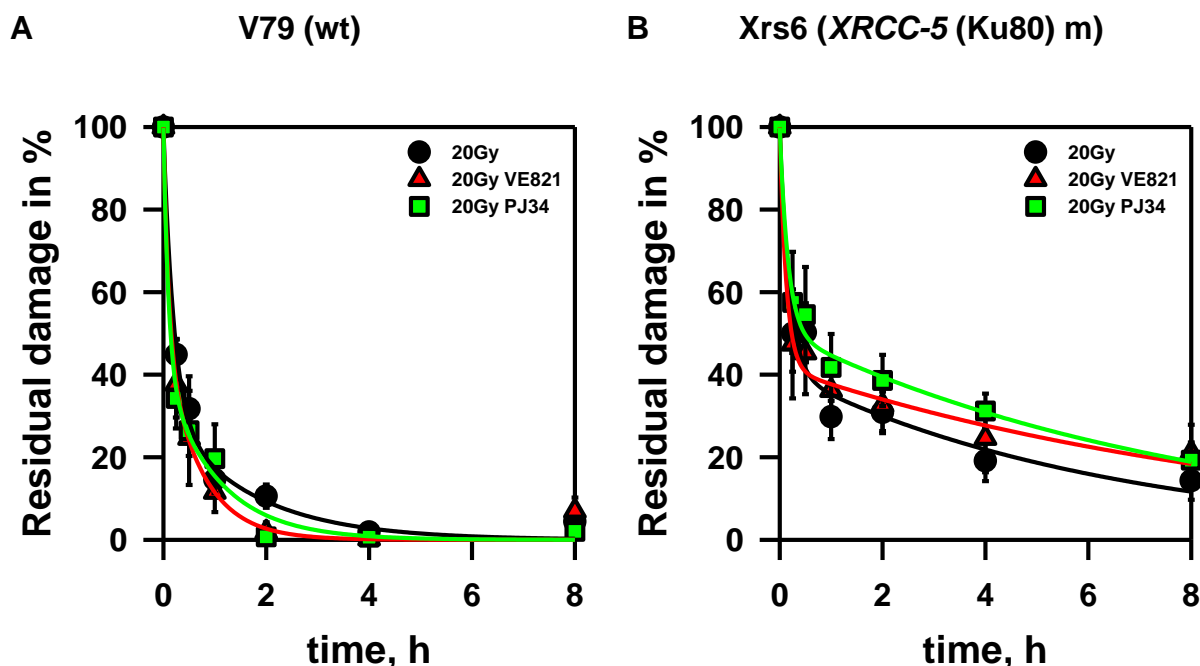 A
V79 (wt)
Residual damage in %
100
80
60
40
20
0
20Gy
20Gy VE821
20Gy PJ34
0
2
4
6
8
time, h
B
Xrs6 (XRCC-5 (Ku80) m)
Residual damage in %
100
80
60
40
20
0
20Gy
20Gy VE821
20Gy PJ34
0
2
4
6
8
time, h